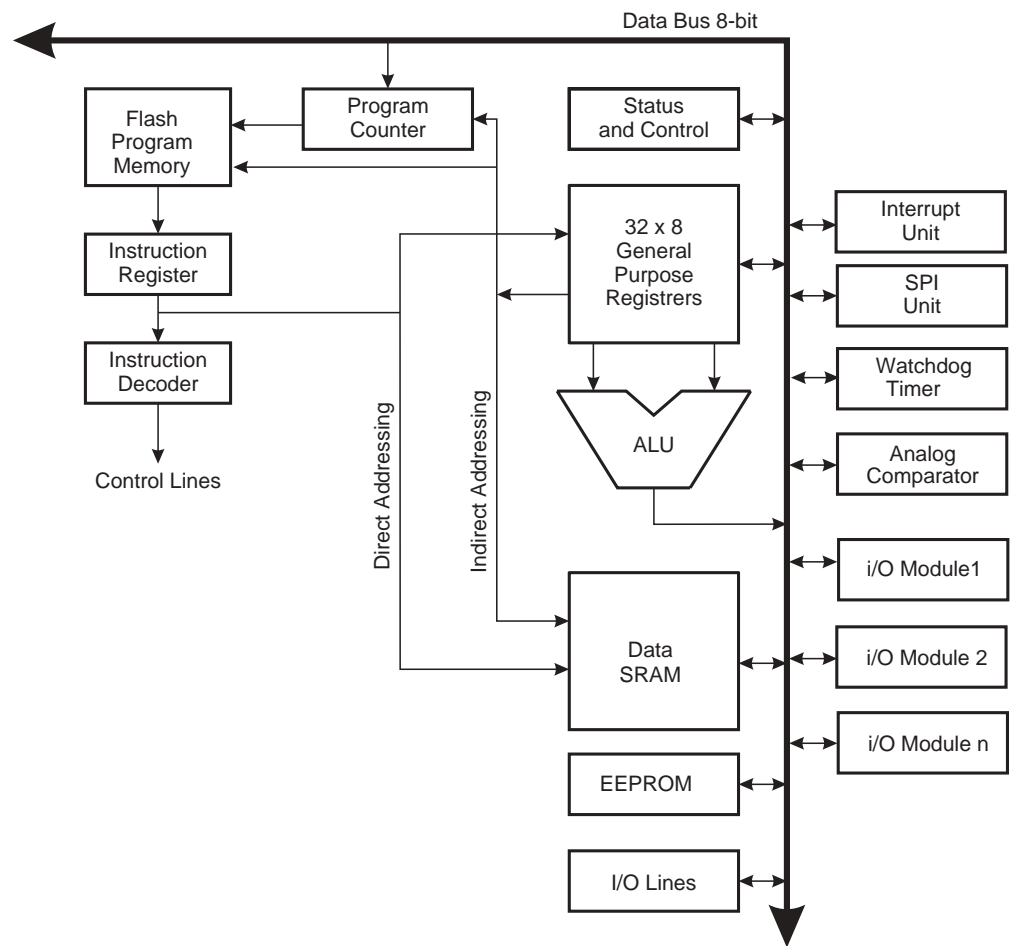 Data Bus 8-bit
Flash
Program
Memory
Program
Counter
Status
and Control
Instruction
Register
32 x 8
General
Purpose
Registrers
Interrupt
Unit
SPI
Unit
Instruction
Decoder
Watchdog
Timer
Direct Addressing
Indirect Addressing
ALU
Control Lines
Analog
Comparator
i/O Module1
Data
SRAM
i/O Module 2
i/O Module n
EEPROM
I/O Lines